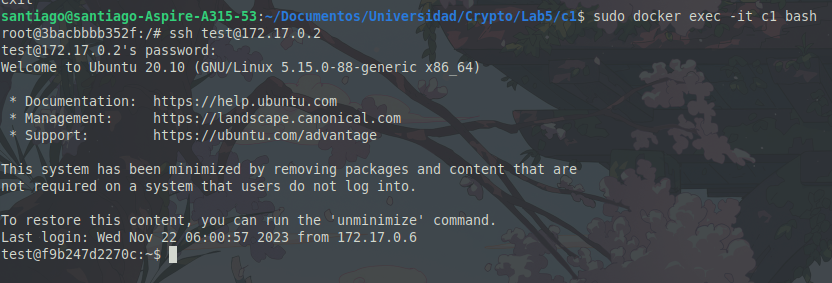 exit
santiago@santiago-Aspire-A315-53:~/Documentos/Universidad/Crypto/Lab5/c1$ sudo docker exec -it c1 bash
root@3bacbbbb352f:/# ssh test@172.17.0.2
test@172.17.0.2's password:
Welcome to Ubuntu 20.10 (GNU/Linux 5.15.0-88-generic x86_64)

 * Documentation:  https://help.ubuntu.com
 * Management:     https://landscape.canonical.com
 * Support:        https://ubuntu.com/advantage

This system has been minimized by removing packages and content that are
not required on a system that users do not log into.

To restore this content, you can run the 'unminimize' command.
Last login: Wed Nov 22 06:00:57 2023 from 172.17.0.6
test@f9b247d2270c:~$